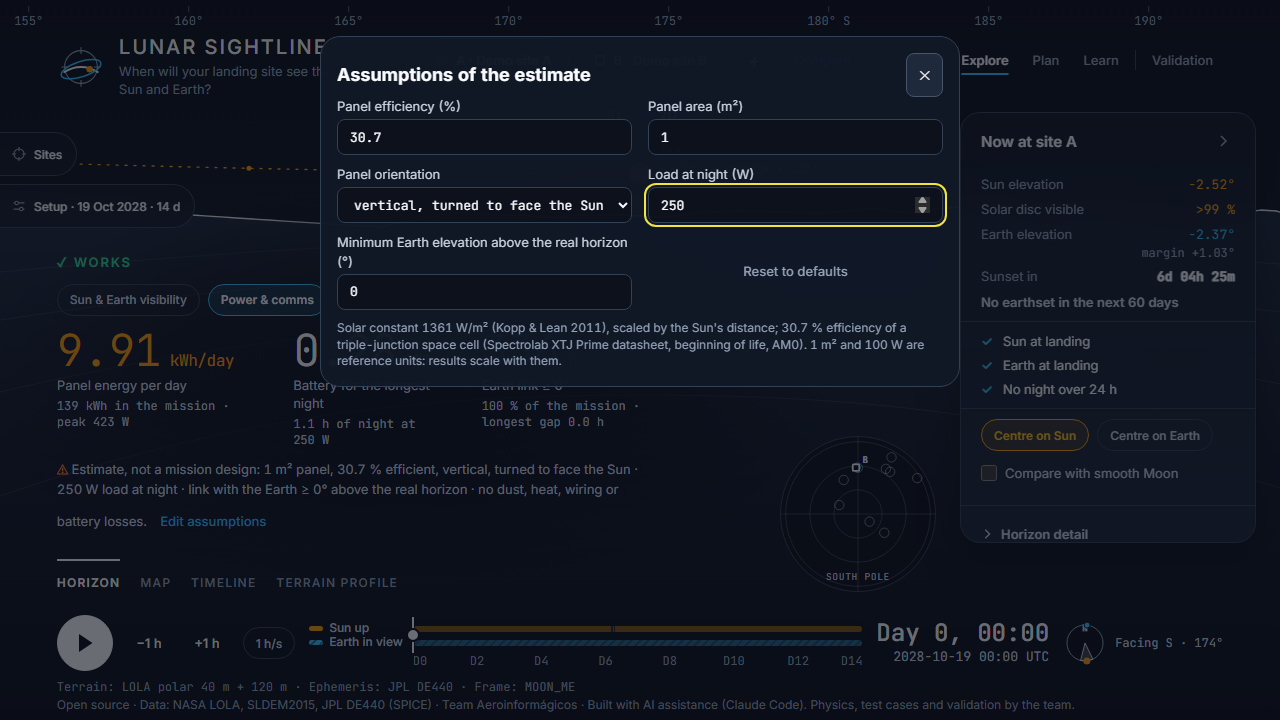 155° 160° 165° 170° 175° 180° S 185° 190°
LUNAR SIGHTLINE
When will your landing site see th
Sun and Earth?
Explore Plan Learn Validation
Sites
Setup · 19 Oct 2028 · 14 d
Assumptions of the estimate
Panel efficiency (%)
30.7
Panel area (m²)
1
Panel orientation
vertical, turned to face the Sun
Load at night (W)
250
Minimum Earth elevation above the real horizon
(°)
0
Reset to defaults
Solar constant 1361 W/m² (Kopp & Lean 2011), scaled by the Sun's distance; 30.7 % efficiency of a
triple-junction space cell (Spectrolab XTJ Prime datasheet, beginning of life, AM0). 1 m² and 100 W are
reference units: results scale with them.
Now at site A
Sun elevation -2.52°
Solar disc visible >99 %
Earth elevation -2.37°
margin +1.03°
Sunset in 6d 04h 25m
No earthset in the next 60 days
Sun at landing
Earth at landing
No night over 24 h
Centre on Sun Centre on Earth
Compare with smooth Moon
Horizon detail
✓ WORKS
Sun & Earth visibility Power & comms
9.91 kWh/day
Panel energy per day
139 kWh in the mission ·
peak 423 W
0
Battery for the longest
night
1.1 h of night at
250 W
Earth link ≥ 0°
100 % of the mission ·
longest gap 0.0 h
⚠ Estimate, not a mission design: 1 m² panel, 30.7 % efficient, vertical, turned to face the Sun ·
250 W load at night · link with the Earth ≥ 0° above the real horizon · no dust, heat, wiring or
battery losses. Edit assumptions
B
SOUTH POLE
HORIZON MAP TIMELINE TERRAIN PROFILE
−1 h +1 h 1 h/s
Sun up
Earth in view
D0 D2 D4 D6 D8 D10 D12 D14
Day 0, 00:00
2028-10-19 00:00 UTC
N
Facing S · 174°
Terrain: LOLA polar 40 m + 120 m · Ephemeris: JPL DE440 · Frame: MOON_ME
Open source · Data: NASA LOLA, SLDEM2015, JPL DE440 (SPICE) · Team Aeroinformágicos · Built with AI assistance (Claude Code). Physics, test cases and validation by the team.